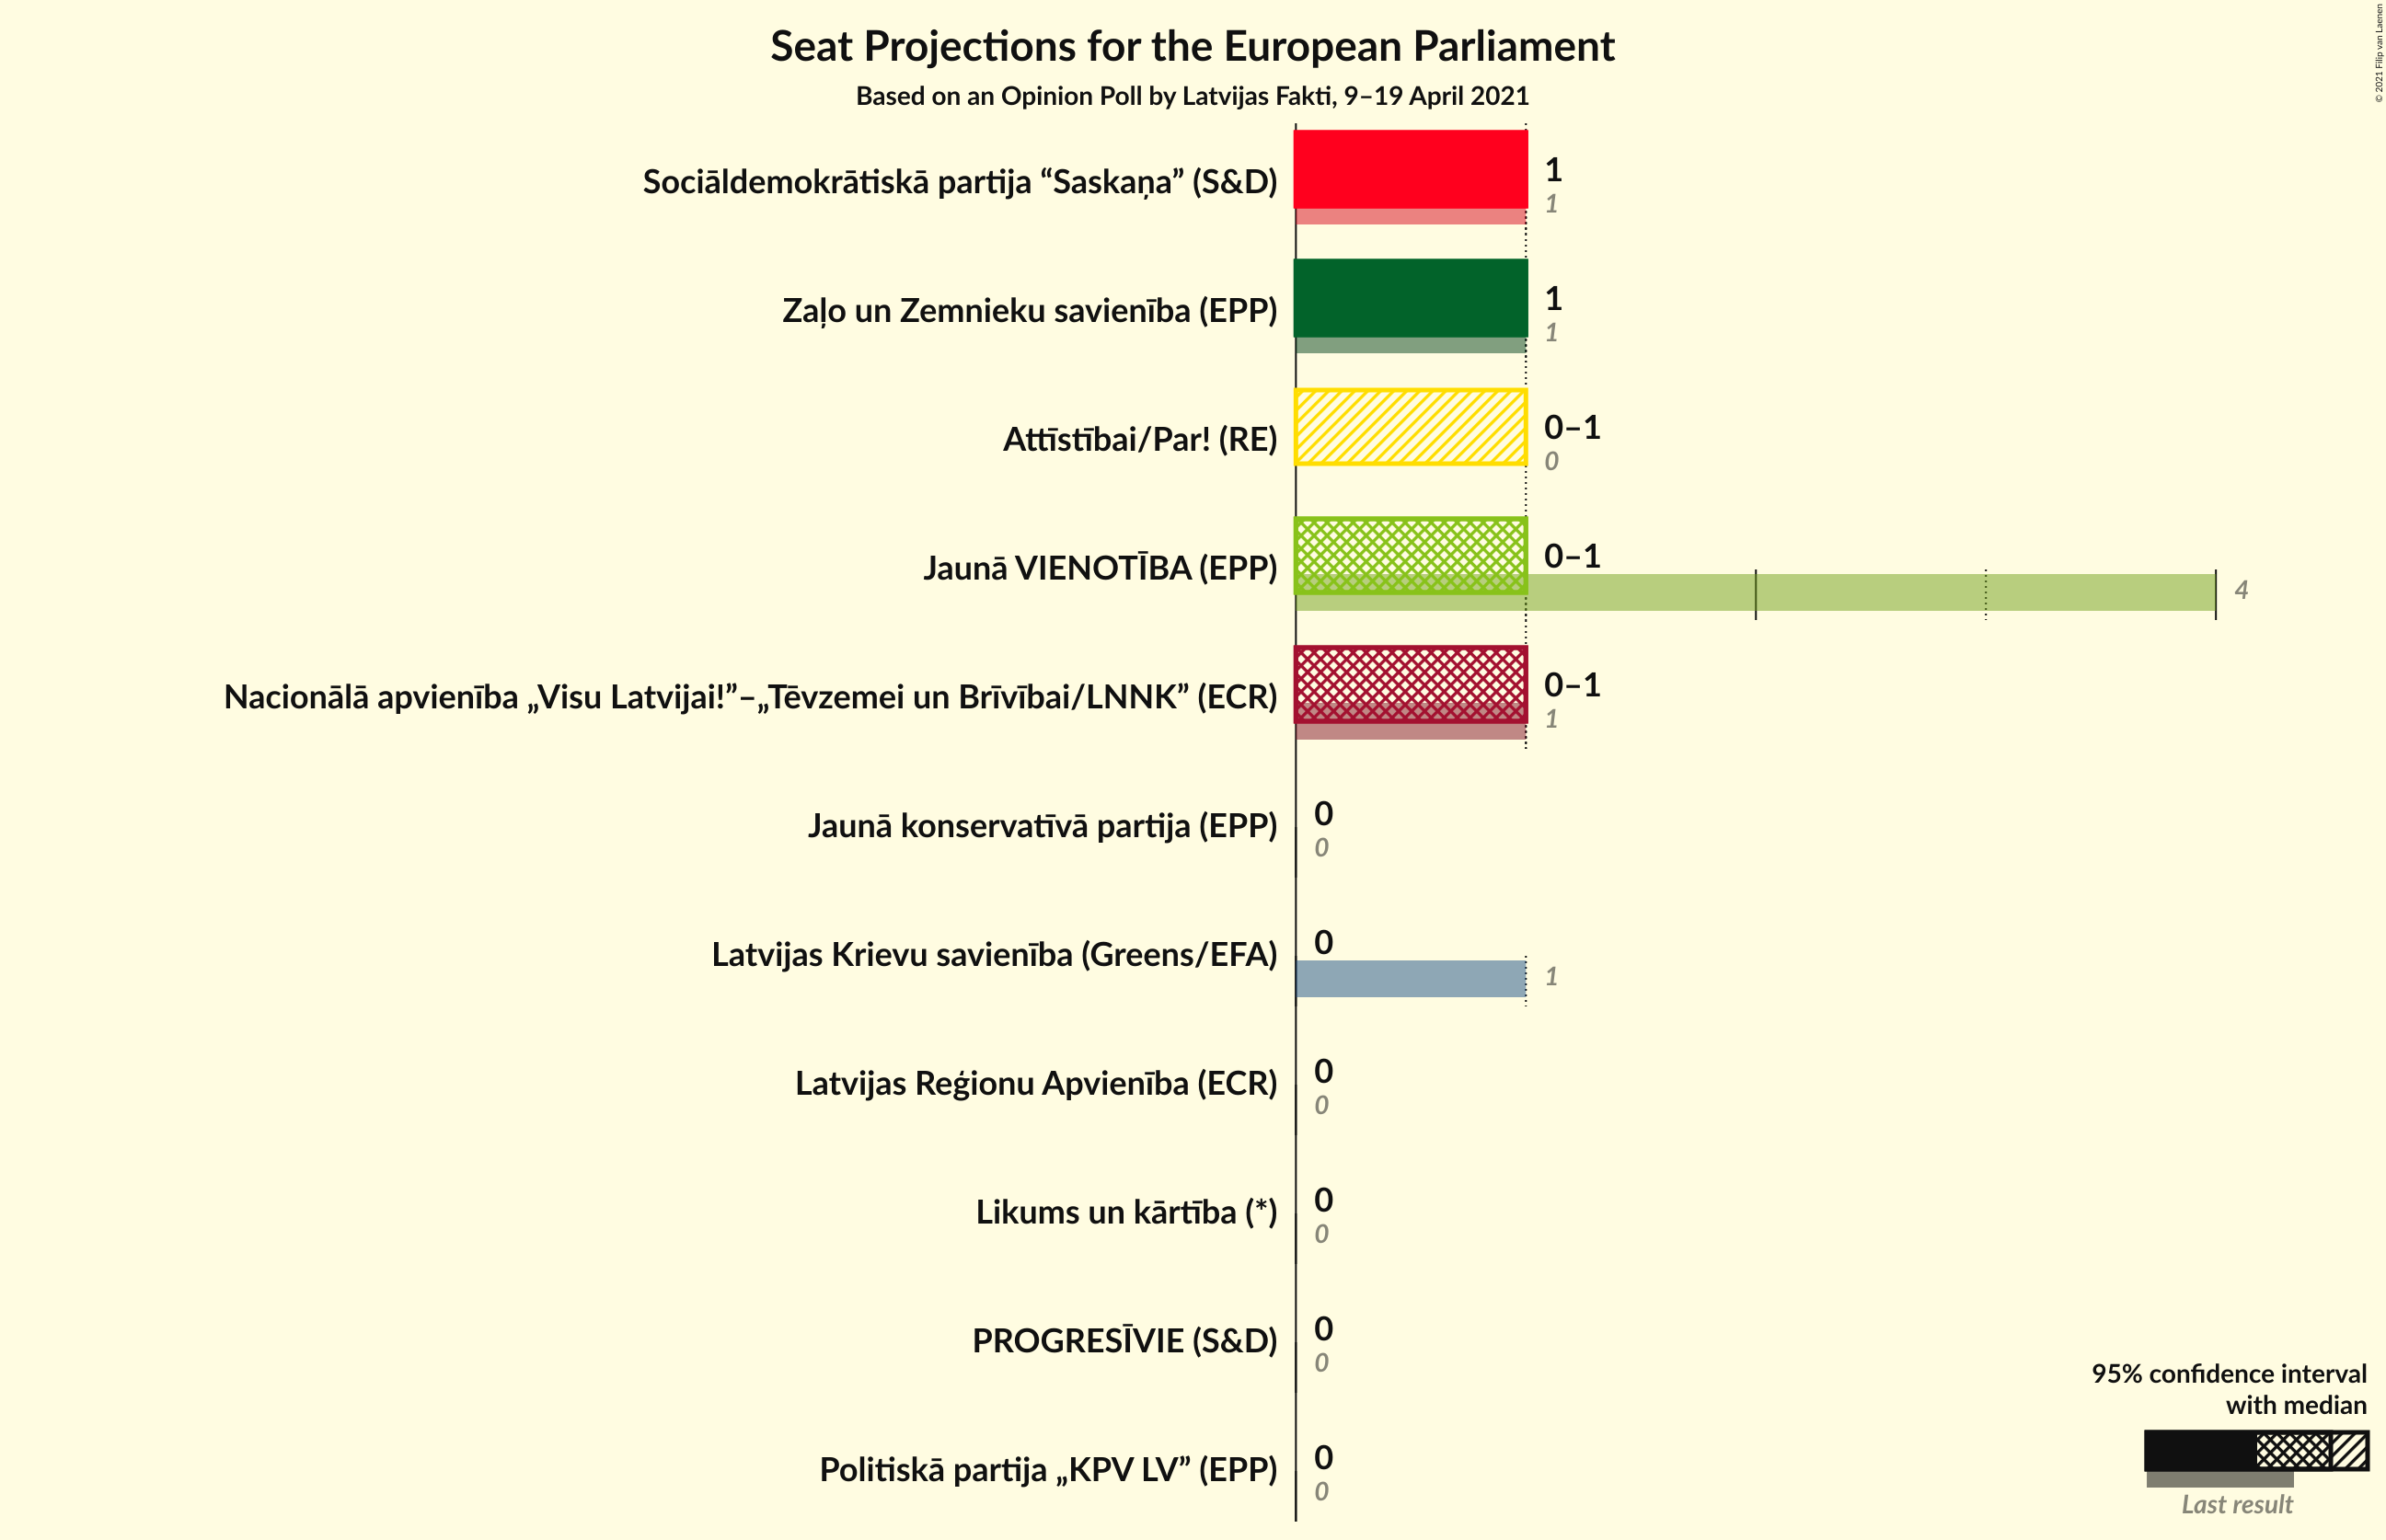 Seat Projections for the European Parliament
Based on an Opinion Poll by Latvijas Fakti, 9–19 April 2021
© 2021 Filip van Laenen
Sociāldemokrātiskā partija “Saskaņa” (S&D)
1
1
Zaļo un Zemnieku savienība (EPP)
1
1
Attīstībai/Par! (RE)
0–1
0
Jaunā VIENOTĪBA (EPP)
0–1
4
Nacionālā apvienība „Visu Latvijai!”–„Tēvzemei un Brīvībai/LNNK” (ECR)
0–1
1
Jaunā konservatīvā partija (EPP)
0
0
Latvijas Krievu savienība (Greens/EFA)
0
1
Latvijas Reģionu Apvienība (ECR)
0
0
Likums un kārtība (*)
0
0
PROGRESĪVIE (S&D)
0
0
Politiskā partija „KPV LV” (EPP)
0
0
95% confidence interval
with median
Last result